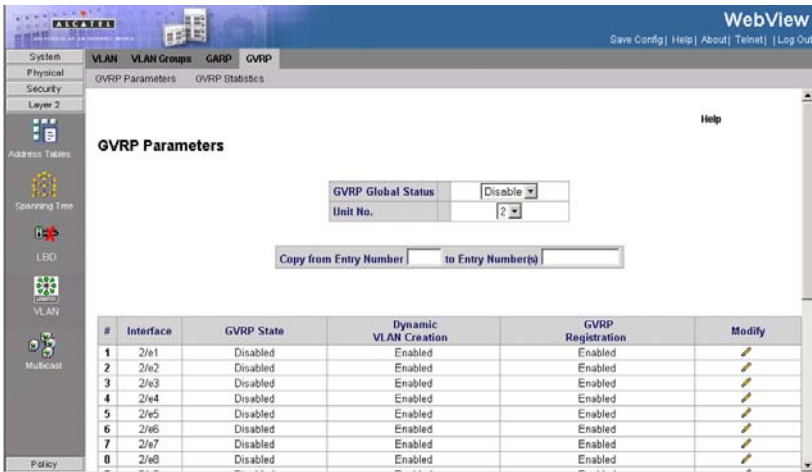 ALCATEL
WebView
Save Config| Help| About| Telnet| |Log Out
System
Physical
Security
Layer 2
Address Tables
Spanning Tree
LBD
VLAN
Multicast
Policy
VLAN VLAN Groups GARP GVRP
GVRP Parameters GVRP Statistics
Help
GVRP Parameters
GVRP Global Status Disable
Unit No. 2
Copy from Entry Number to Entry Number(s)
# Interface GVRP State Dynamic VLAN Creation GVRP Registration Modify
1 2/e1 Disabled Enabled Enabled
2 2/e2 Disabled Enabled Enabled
3 2/e3 Disabled Enabled Enabled
4 2/e4 Disabled Enabled Enabled
5 2/e5 Disabled Enabled Enabled
6 2/e6 Disabled Enabled Enabled
7 2/e7 Disabled Enabled Enabled
8 2/e8 Disabled Enabled Enabled